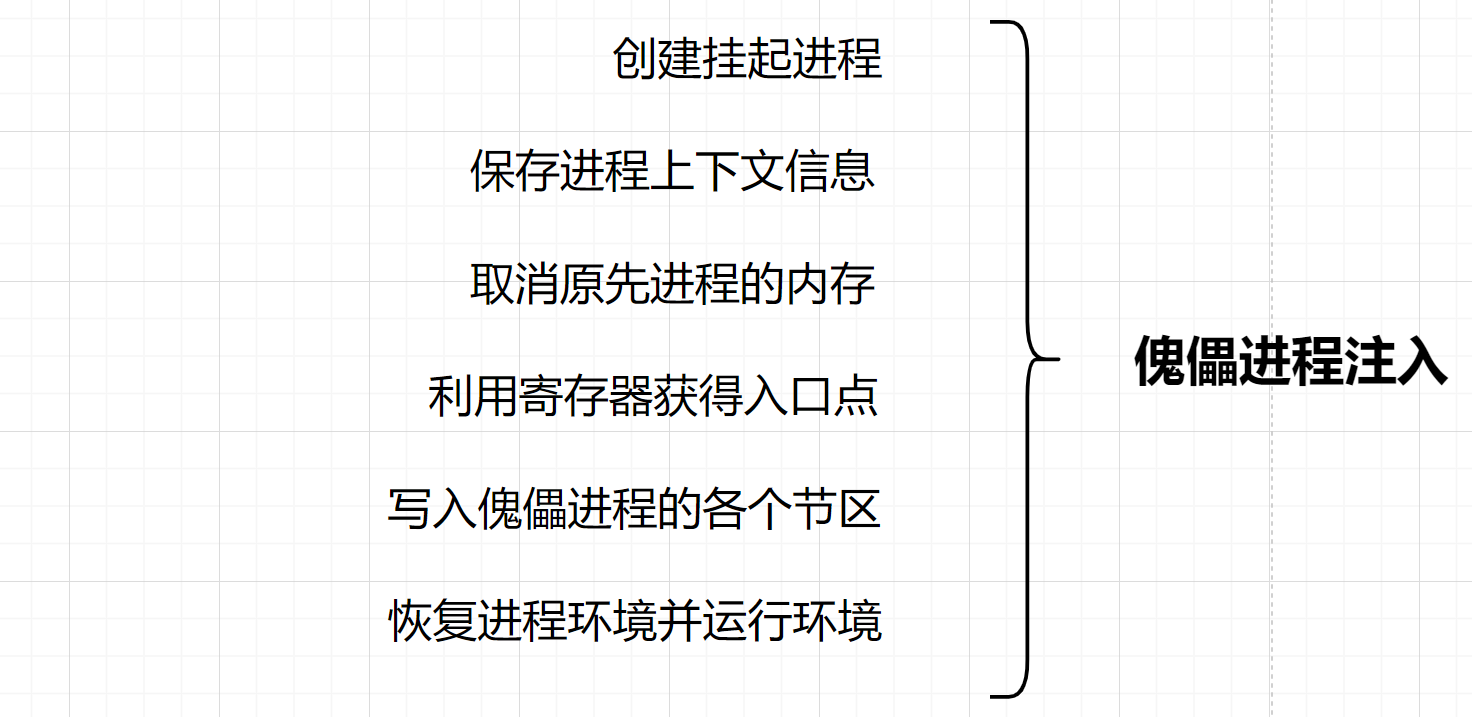 创建挂起进程
保存进程上下文信息
取消原先进程的内存
利用寄存器获得入口点
写入傀儡进程的各个节区
恢复进程环境并运行环境
傀儡进程注入